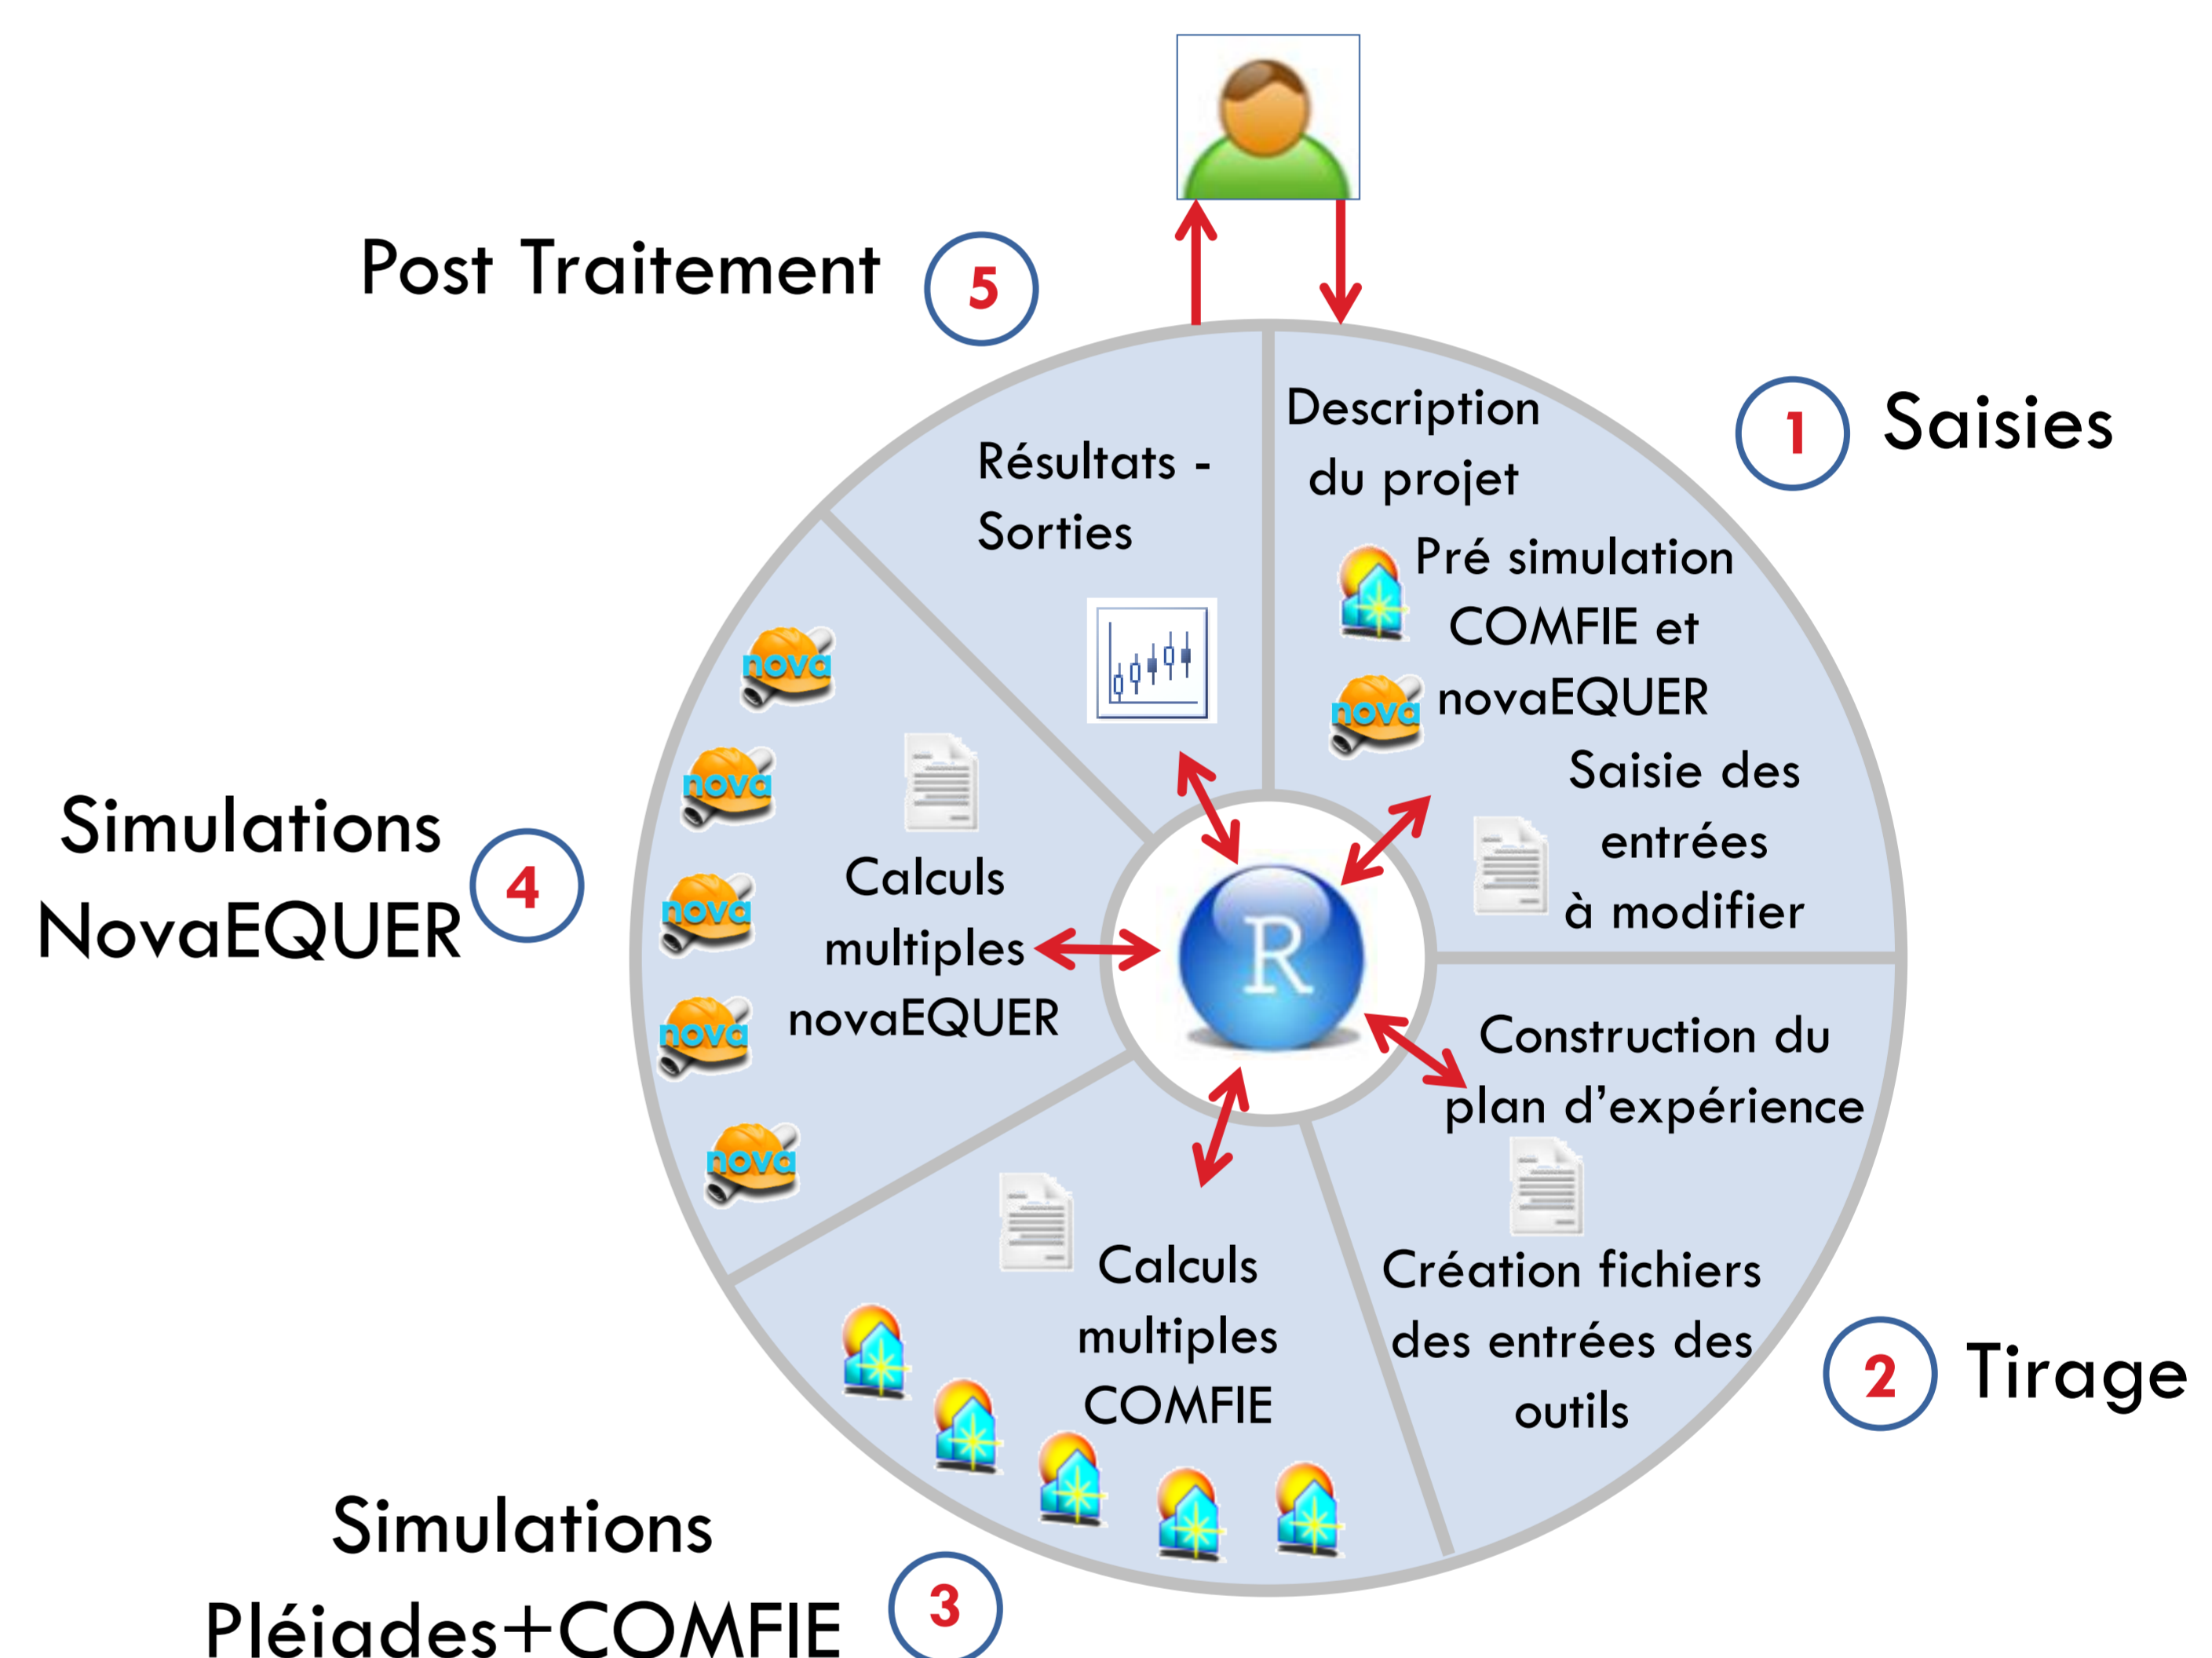 Post Traitement
5
1
Saisies
Description
du projet
Résultats -
Sorties
Pré simulation
COMFIE et
novaEQUER
nova
Saisie des
entrées
à modifier
nova
nova
nova
nova
nova
Simulations
NovaEQUER
4
Calculs
multiples
novaEQUER
R
Construction du
plan d'expérience
Création fichiers
des entrées des
outils
2
Tirage
Calculs
multiples
COMFIE
Simulations
Pléiades+COMFIE
3